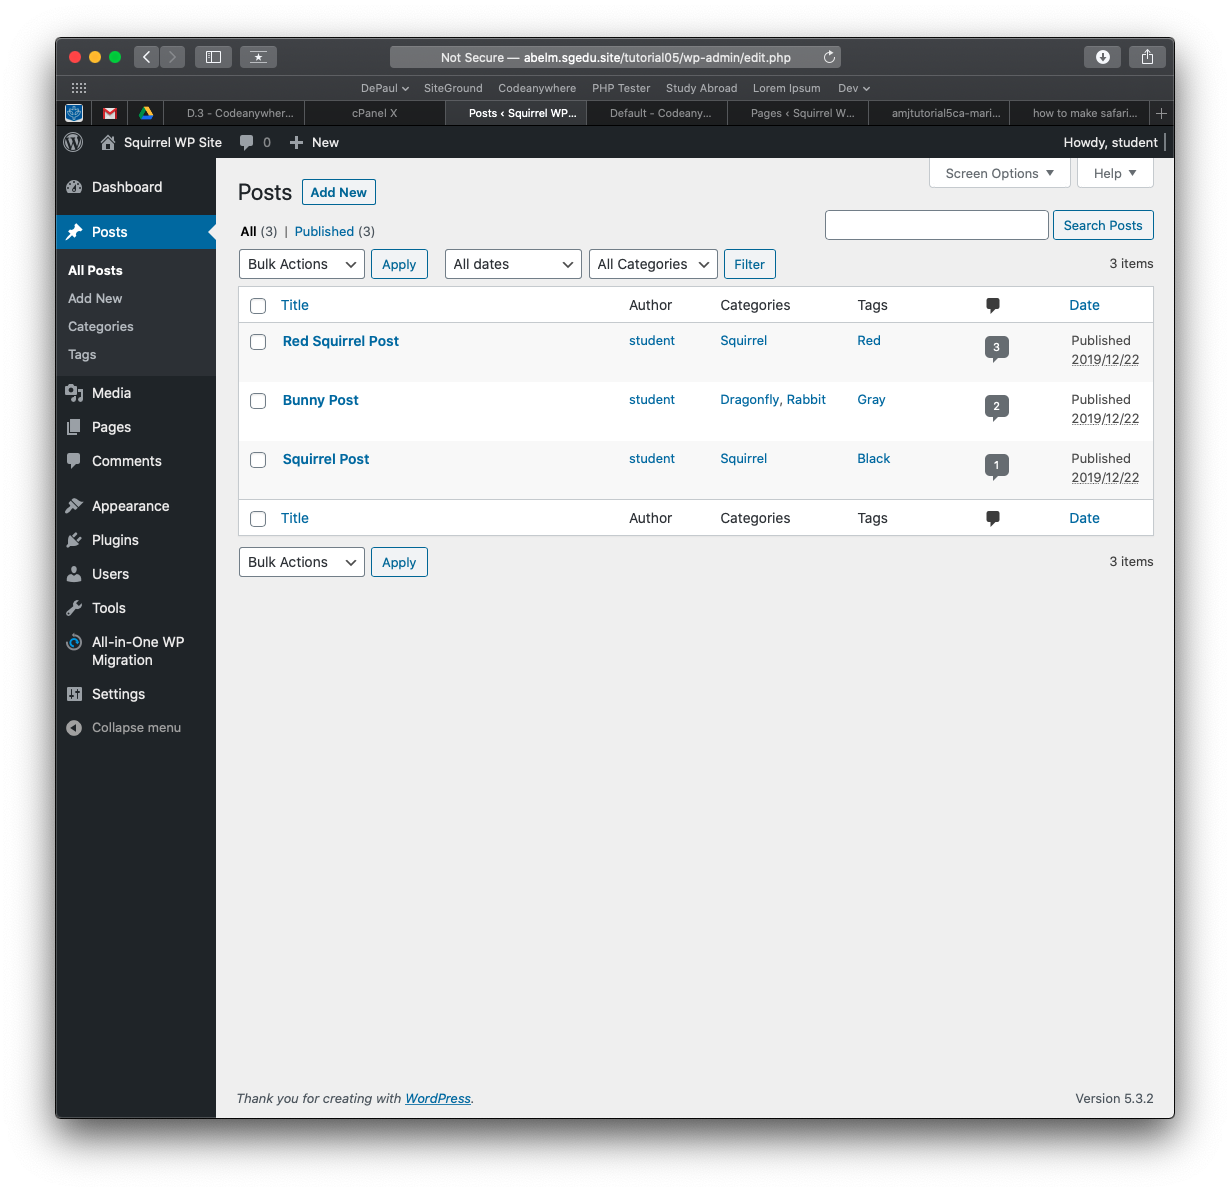 Not Secure — abelm.sgedu.site/tutorial05/wp-admin/edit.php
DePaul SiteGround Codeanywhere PHP Tester Study Abroad Lorem Ipsum Dev
D.3 - Codeanywher... cPanel X Posts ‹ Squirrel WP... Default - Codeany... Pages ‹ Squirrel W... amjtutorial5ca-mari... how to make safari...
Squirrel WP Site 0 New Howdy, student
Screen Options Help
Dashboard
Posts
All Posts
Add New
Categories
Tags
Media
Pages
Comments
Appearance
Plugins
Users
Tools
All-in-One WP
Migration
Settings
Collapse menu
Posts Add New
All (3) | Published (3)
Search Posts
Bulk Actions Apply All dates All Categories Filter 3 items
Title Author Categories Tags Date
Red Squirrel Post student Squirrel Red 3 Published
2019/12/22
Bunny Post student Dragonfly, Rabbit Gray 2 Published
2019/12/22
Squirrel Post student Squirrel Black 1 Published
2019/12/22
Title Author Categories Tags Date
Bulk Actions Apply 3 items
Thank you for creating with WordPress. Version 5.3.2